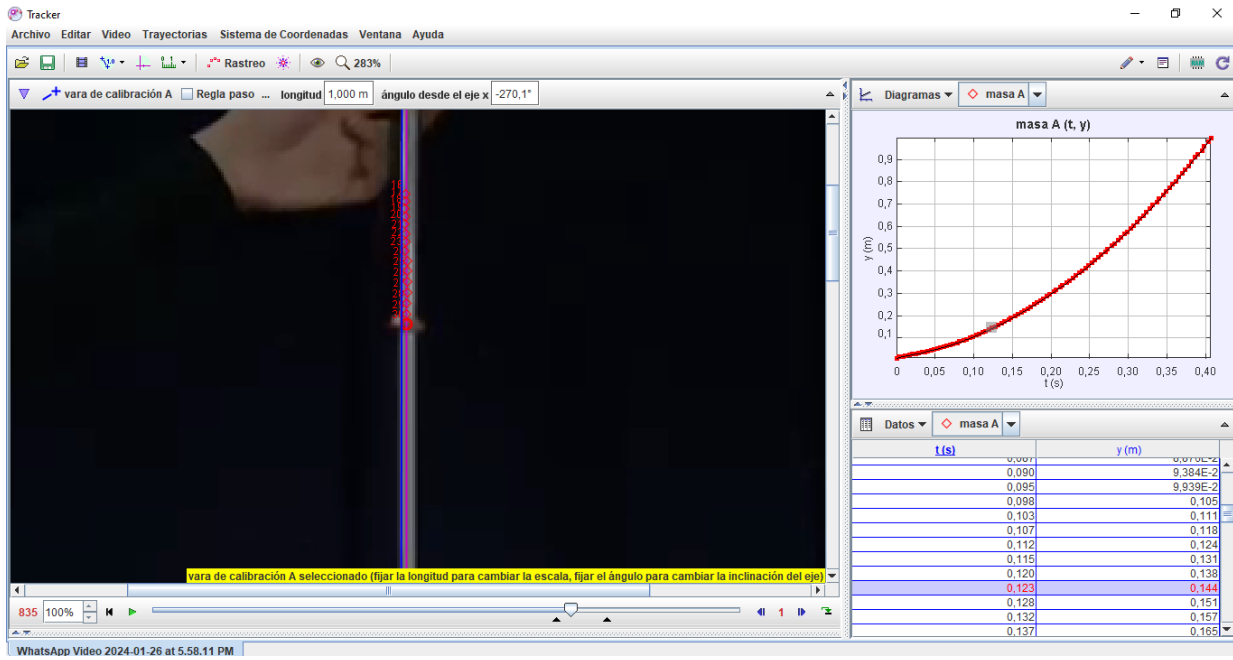 Tracker
Archivo Editar Video Trayectorias Sistema de Coordenadas Ventana Ayuda
Rastreo 283%
vara de calibración A Regla paso ... longitud 1,000 m ángulo desde el eje x -270,1°
Diagramas masa A
masa A (t, y)
y (m)
0,9
0,8
0,7
0,6
0,5
0,4
0,3
0,2
0,1
0 0,05 0,10 0,15 0,20 0,25 0,30 0,35 0,40
t (s)
Datos masa A
t (s) y (m)
0,090 9,384E-2
0,095 9,939E-2
0,098 0,105
0,103 0,111
0,107 0,118
0,112 0,124
0,115 0,131
0,120 0,138
0,123 0,144
0,128 0,151
0,132 0,157
0,137 0,165
vara de calibración A seleccionado (fijar la longitud para cambiar la escala, fijar el ángulo para cambiar la inclinación del eje)
835 100% 1
WhatsApp Video 2024-01-26 at 5.58.11 PM